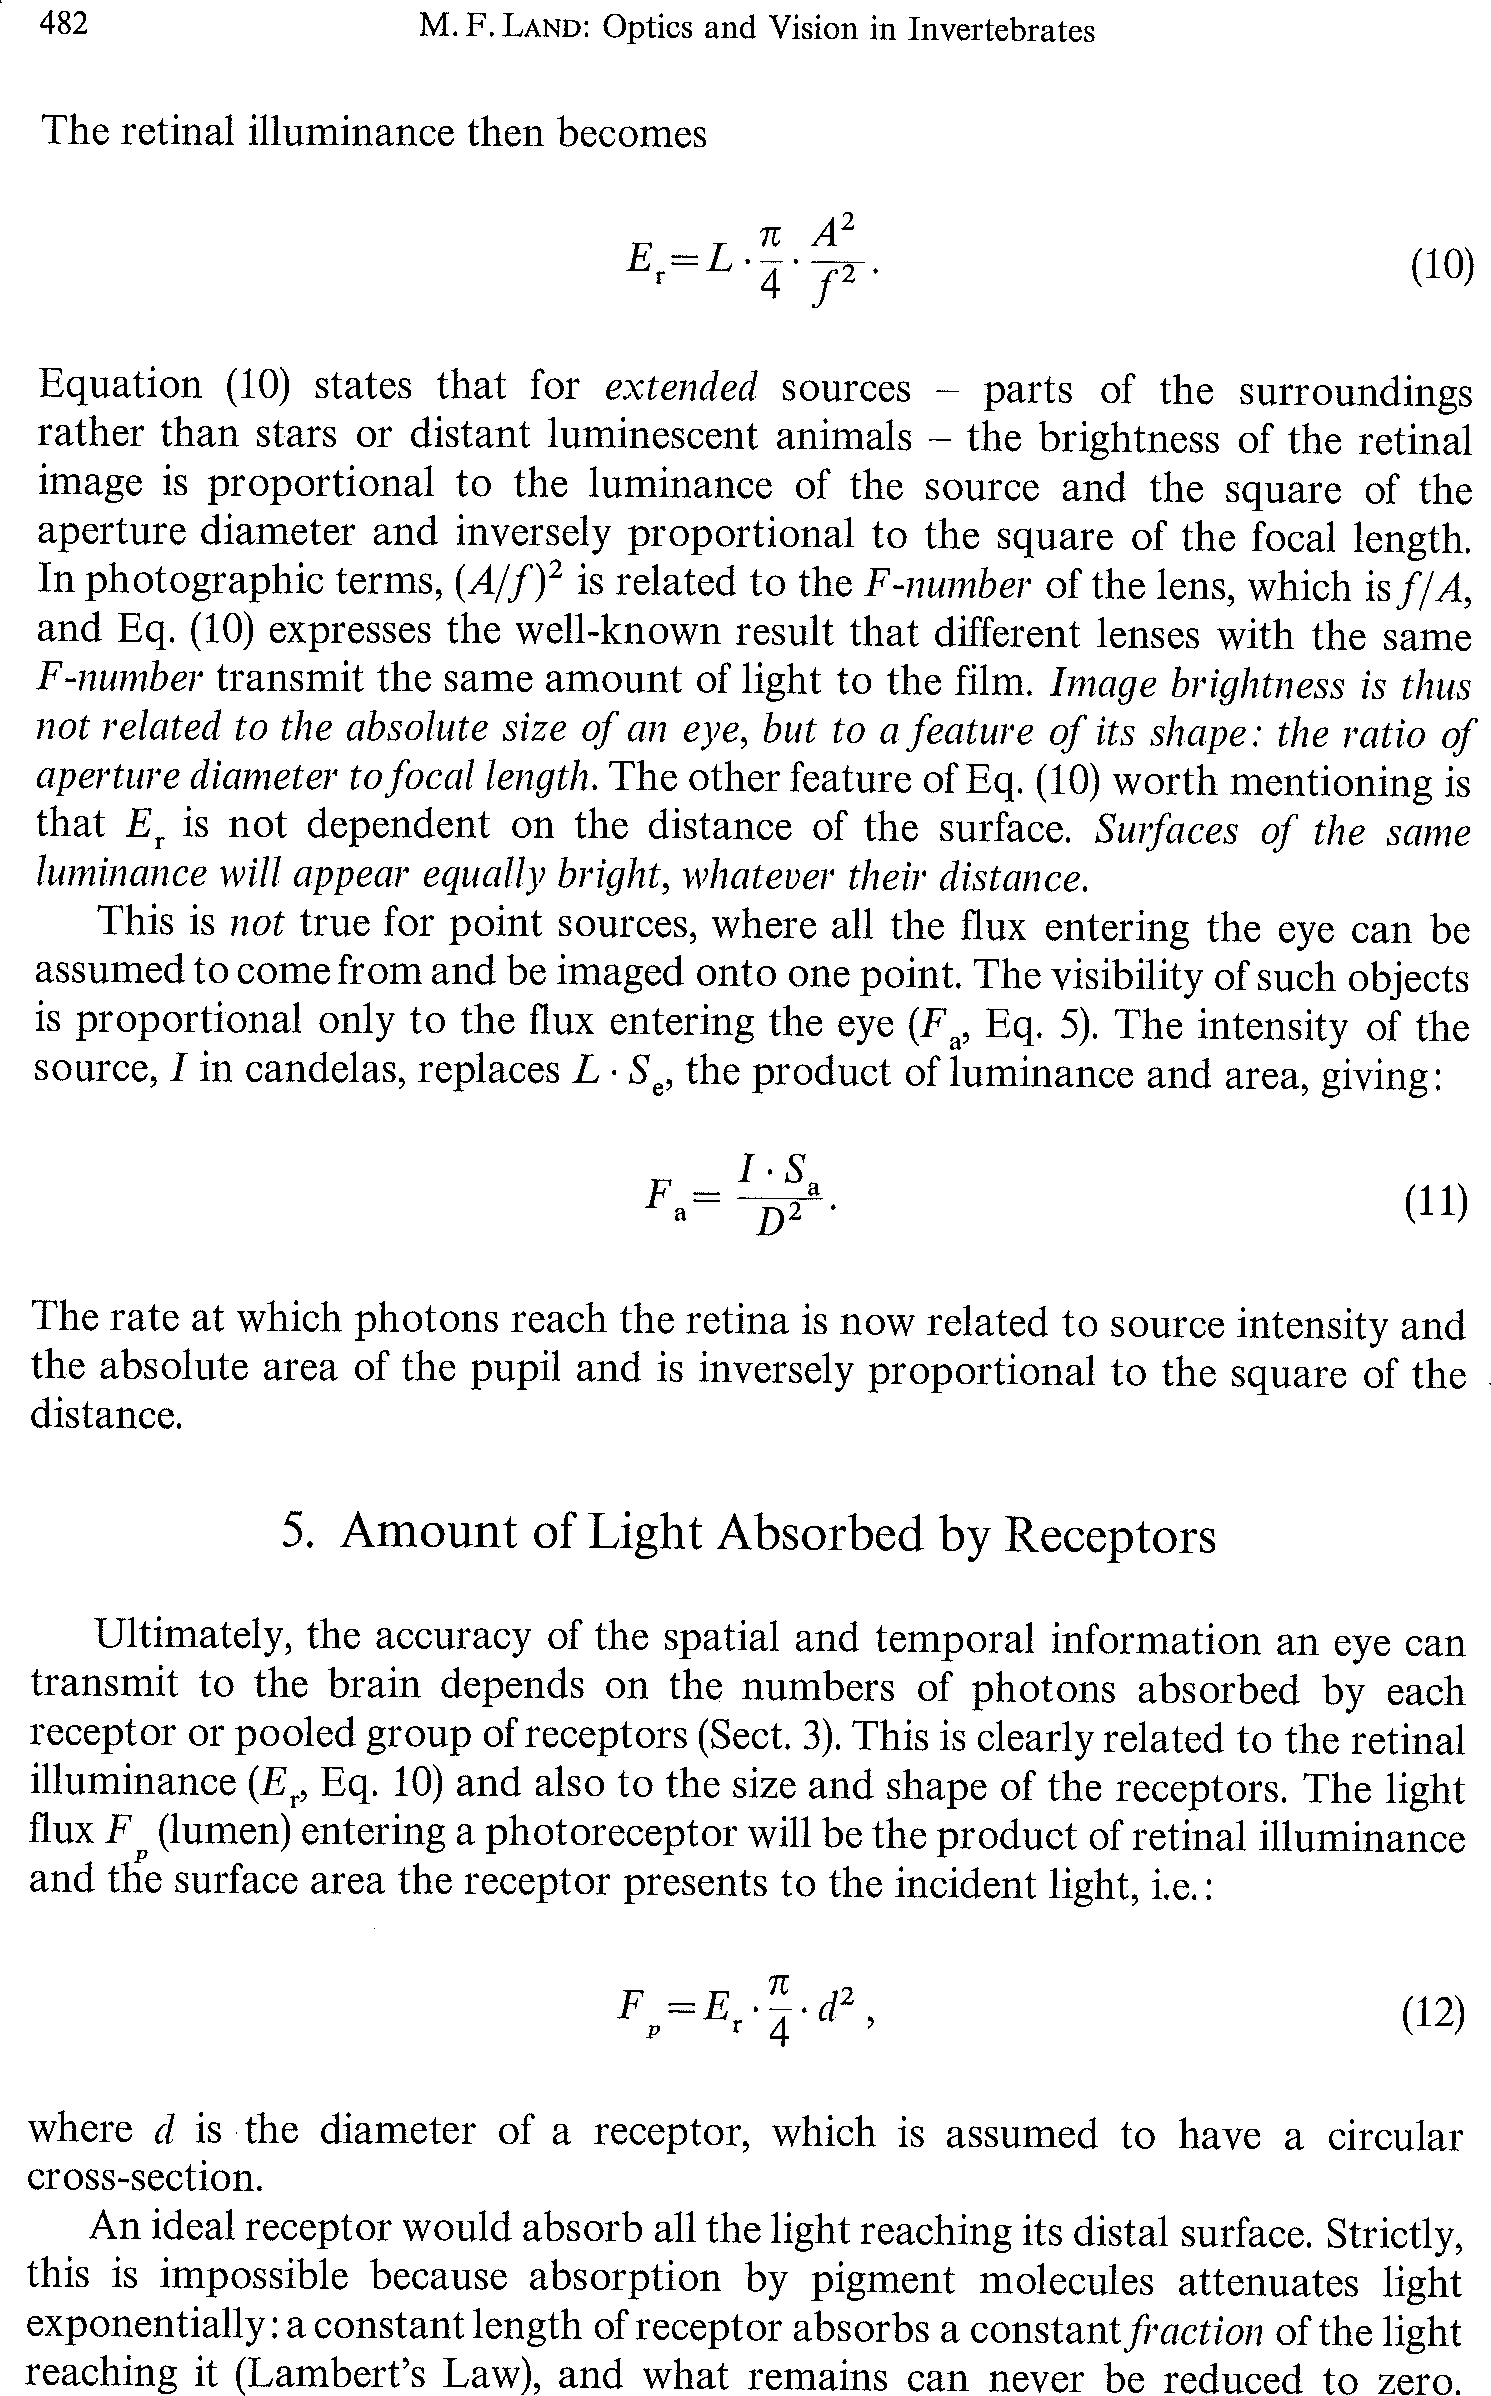 482 M. F. LAND: Optics and Vision in Invertebrates
The retinal illuminance then becomes
E_r = L · π/4 · A²/f². (10)
Equation (10) states that for extended sources – parts of the surroundings
rather than stars or distant luminescent animals – the brightness of the retinal
image is proportional to the luminance of the source and the square of the
aperture diameter and inversely proportional to the square of the focal length.
In photographic terms, (A/f)² is related to the F-number of the lens, which is f/A,
and Eq. (10) expresses the well-known result that different lenses with the same
F-number transmit the same amount of light to the film. Image brightness is thus
not related to the absolute size of an eye, but to a feature of its shape: the ratio of
aperture diameter to focal length. The other feature of Eq. (10) worth mentioning is
that E_r is not dependent on the distance of the surface. Surfaces of the same
luminance will appear equally bright, whatever their distance.
This is not true for point sources, where all the flux entering the eye can be
assumed to come from and be imaged onto one point. The visibility of such objects
is proportional only to the flux entering the eye (F_a, Eq. 5). The intensity of the
source, I in candelas, replaces L · S_e, the product of luminance and area, giving:
F_a = I · S_a / D². (11)
The rate at which photons reach the retina is now related to source intensity and
the absolute area of the pupil and is inversely proportional to the square of the
distance.
5. Amount of Light Absorbed by Receptors
Ultimately, the accuracy of the spatial and temporal information an eye can
transmit to the brain depends on the numbers of photons absorbed by each
receptor or pooled group of receptors (Sect. 3). This is clearly related to the retinal
illuminance (E_r, Eq. 10) and also to the size and shape of the receptors. The light
flux F_p (lumen) entering a photoreceptor will be the product of retinal illuminance
and the surface area the receptor presents to the incident light, i.e.:
F_p = E_r · π/4 · d², (12)
where d is the diameter of a receptor, which is assumed to have a circular
cross-section.
An ideal receptor would absorb all the light reaching its distal surface. Strictly,
this is impossible because absorption by pigment molecules attenuates light
exponentially: a constant length of receptor absorbs a constant fraction of the light
reaching it (Lambert's Law), and what remains can never be reduced to zero.